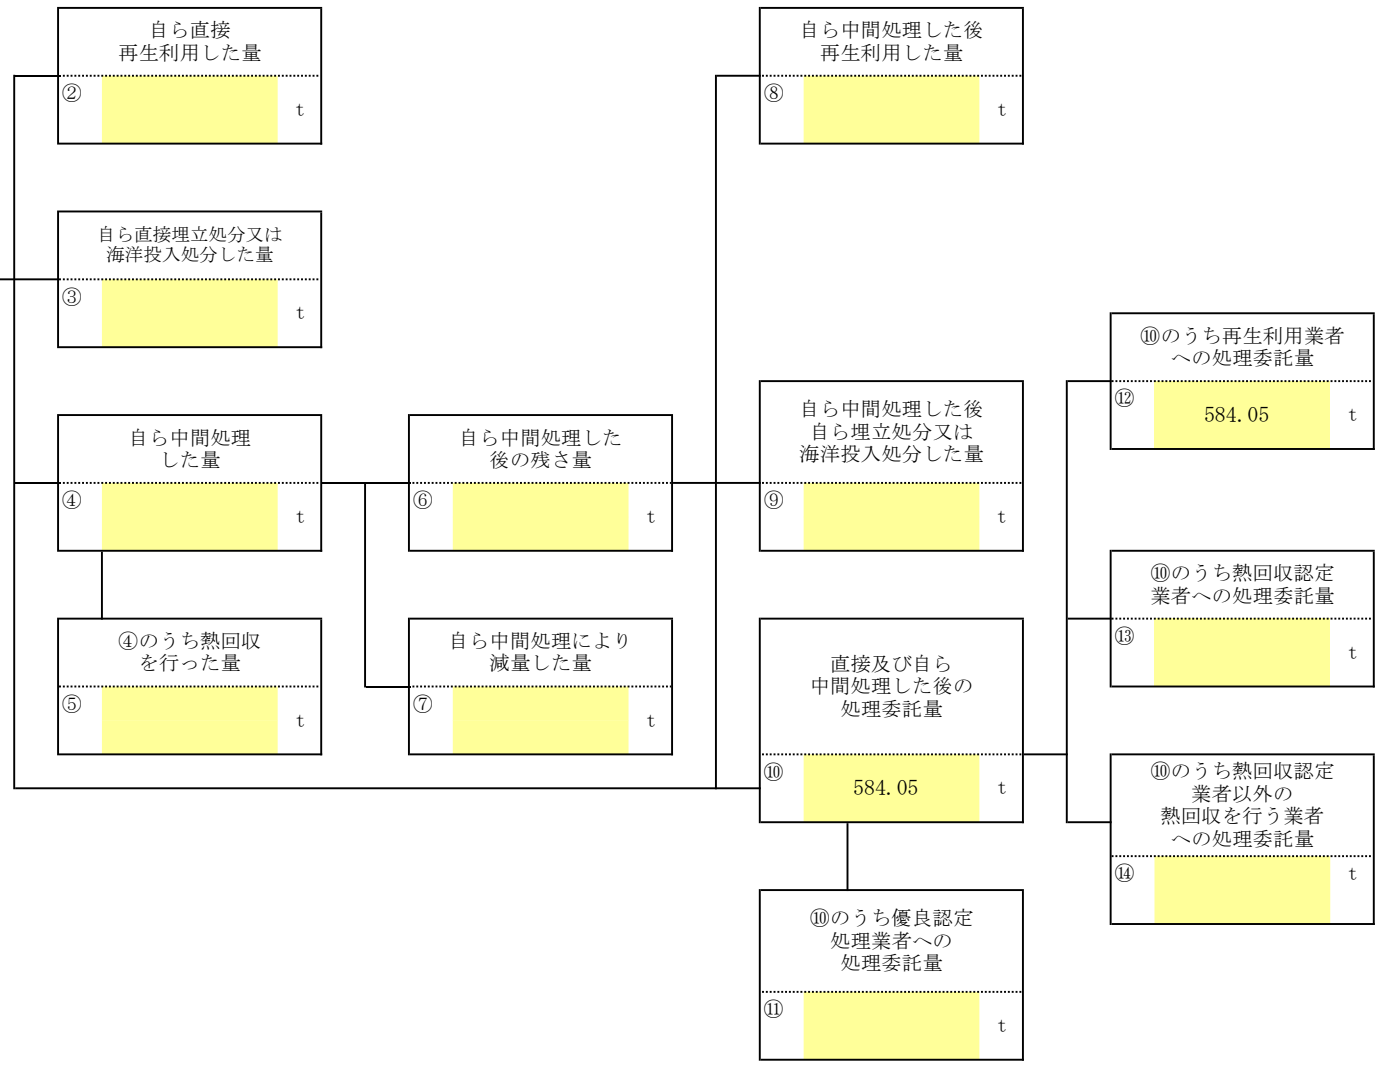 自ら直接
再生利用した量
②
t
自ら中間処理した後
再生利用した量
⑧
t
自ら直接埋立処分又は
海洋投入処分した量
③
t
⑩のうち再生利用業者
への処理委託量
⑫
584.05
t
自ら中間処理
した量
④
t
自ら中間処理した
後の残さ量
⑥
t
自ら中間処理した後
自ら埋立処分又は
海洋投入処分した量
⑨
t
⑩のうち熱回収認定
業者への処理委託量
⑬
t
④のうち熱回収
を行った量
⑤
t
自ら中間処理により
減量した量
⑦
t
直接及び自ら
中間処理した後の
処理委託量
⑩
584.05
t
⑩のうち熱回収認定
業者以外の
熱回収を行う業者
への処理委託量
⑭
t
⑩のうち優良認定
処理業者への
処理委託量
⑪
t